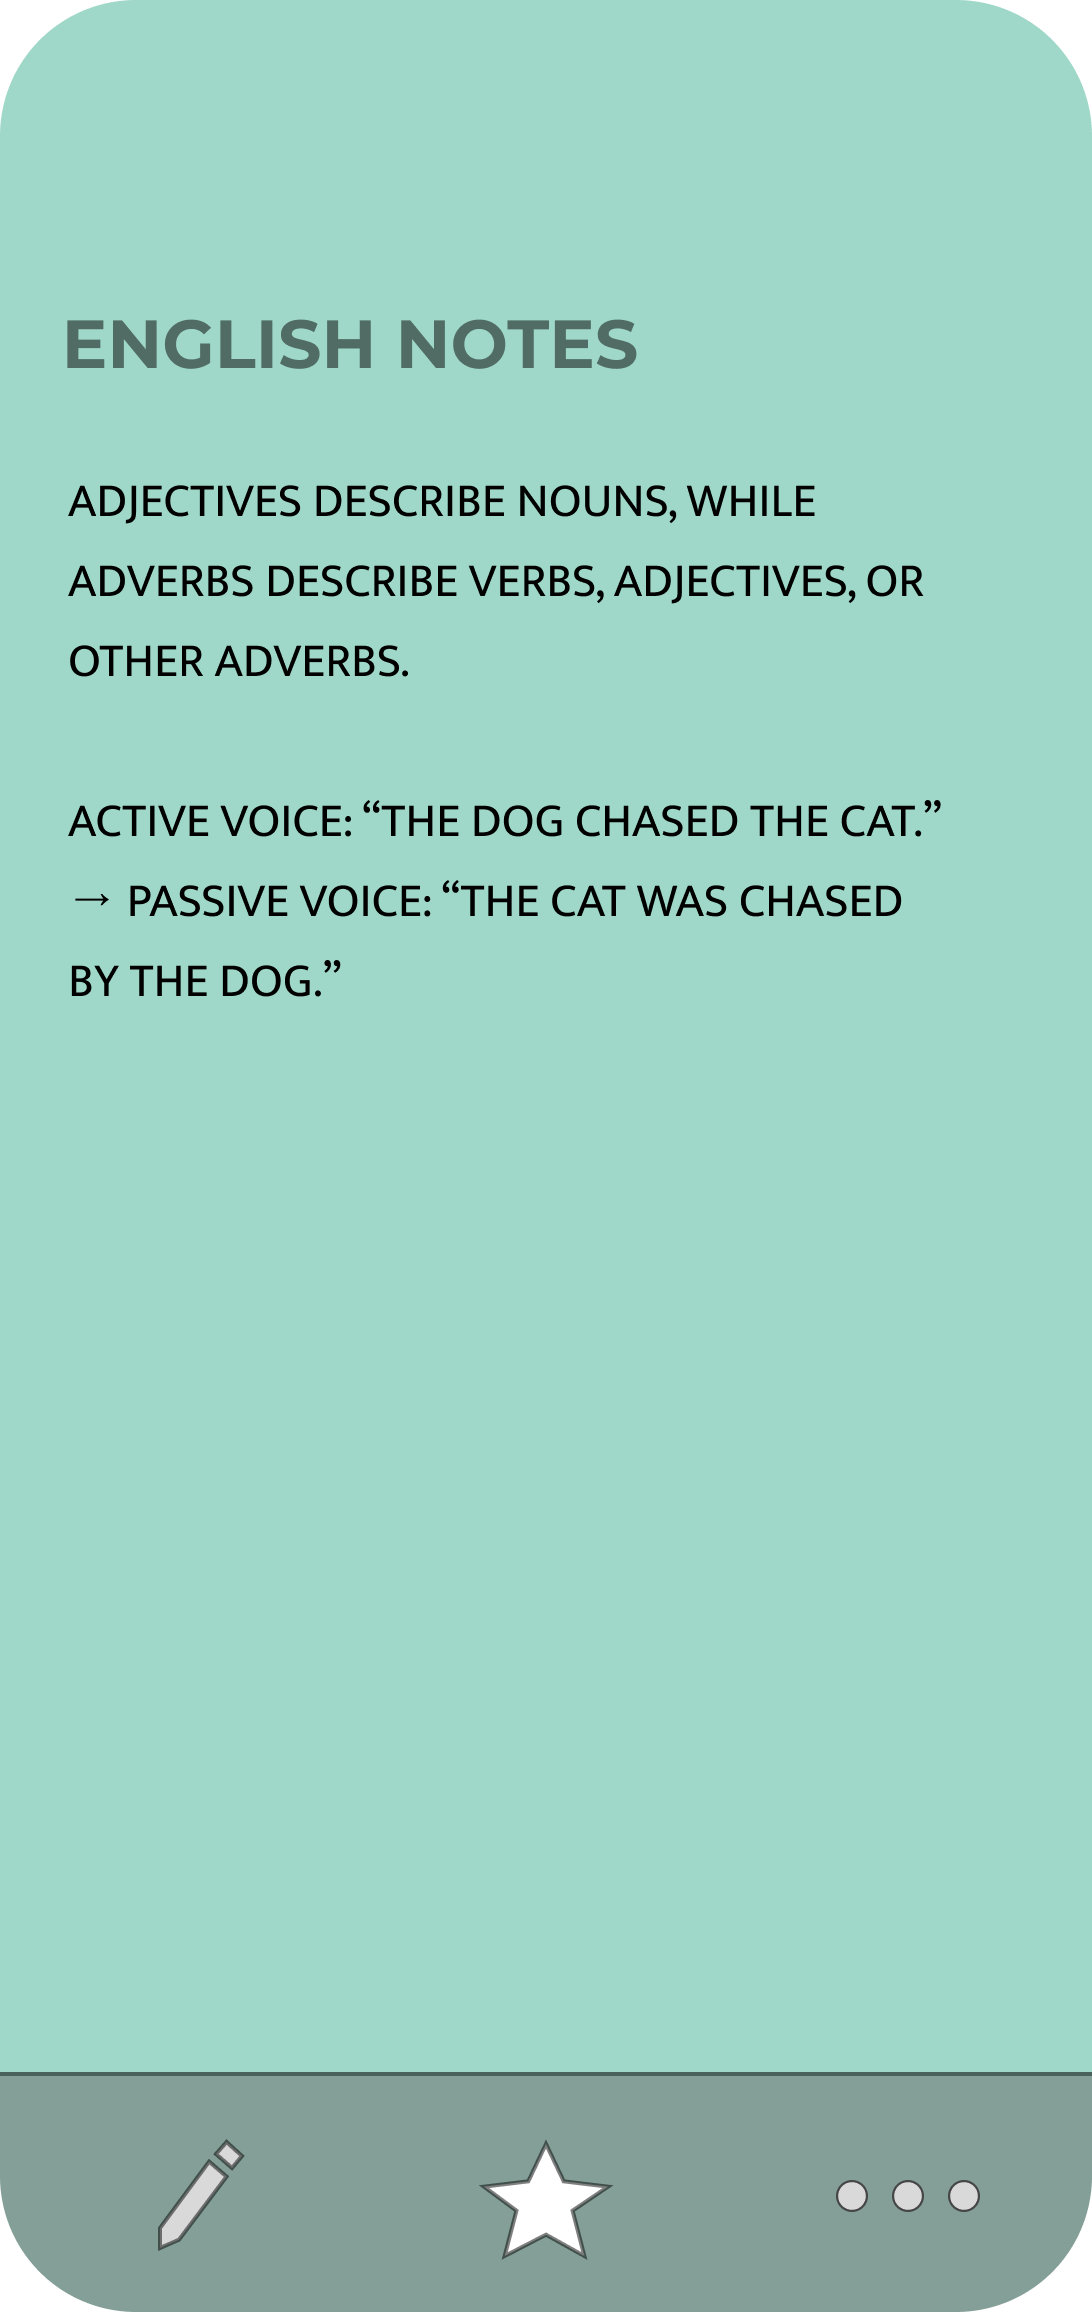 ENGLISH NOTES
ADJECTIVES DESCRIBE NOUNS, WHILE
ADVERBS DESCRIBE VERBS, ADJECTIVES, OR
OTHER ADVERBS.
ACTIVE VOICE: “THE DOG CHASED THE CAT.”
→ PASSIVE VOICE: “THE CAT WAS CHASED
BY THE DOG.”